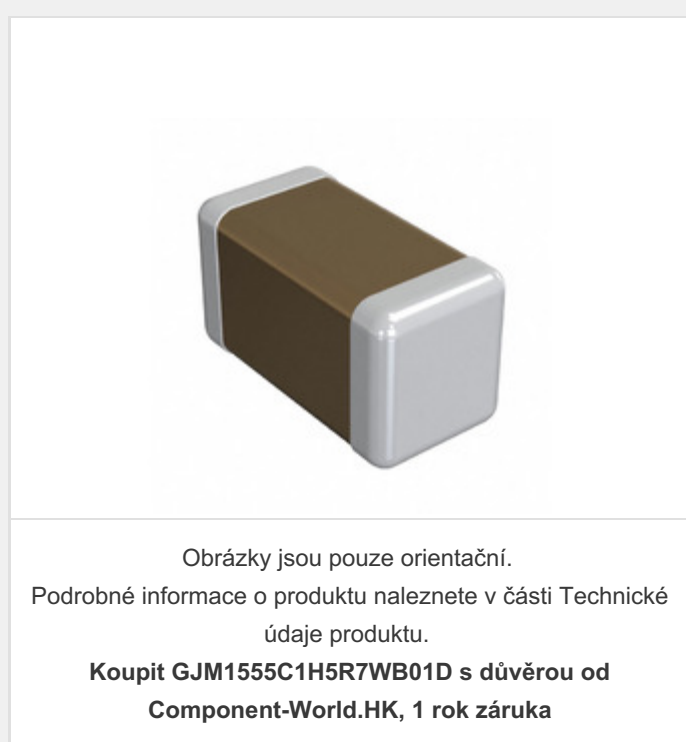 Obrázky jsou pouze orientační.
Podrobné informace o produktu naleznete v části Technické
údaje produktu.
Koupit GJM1555C1H5R7WB01D s důvěrou od
Component-World.HK, 1 rok záruka